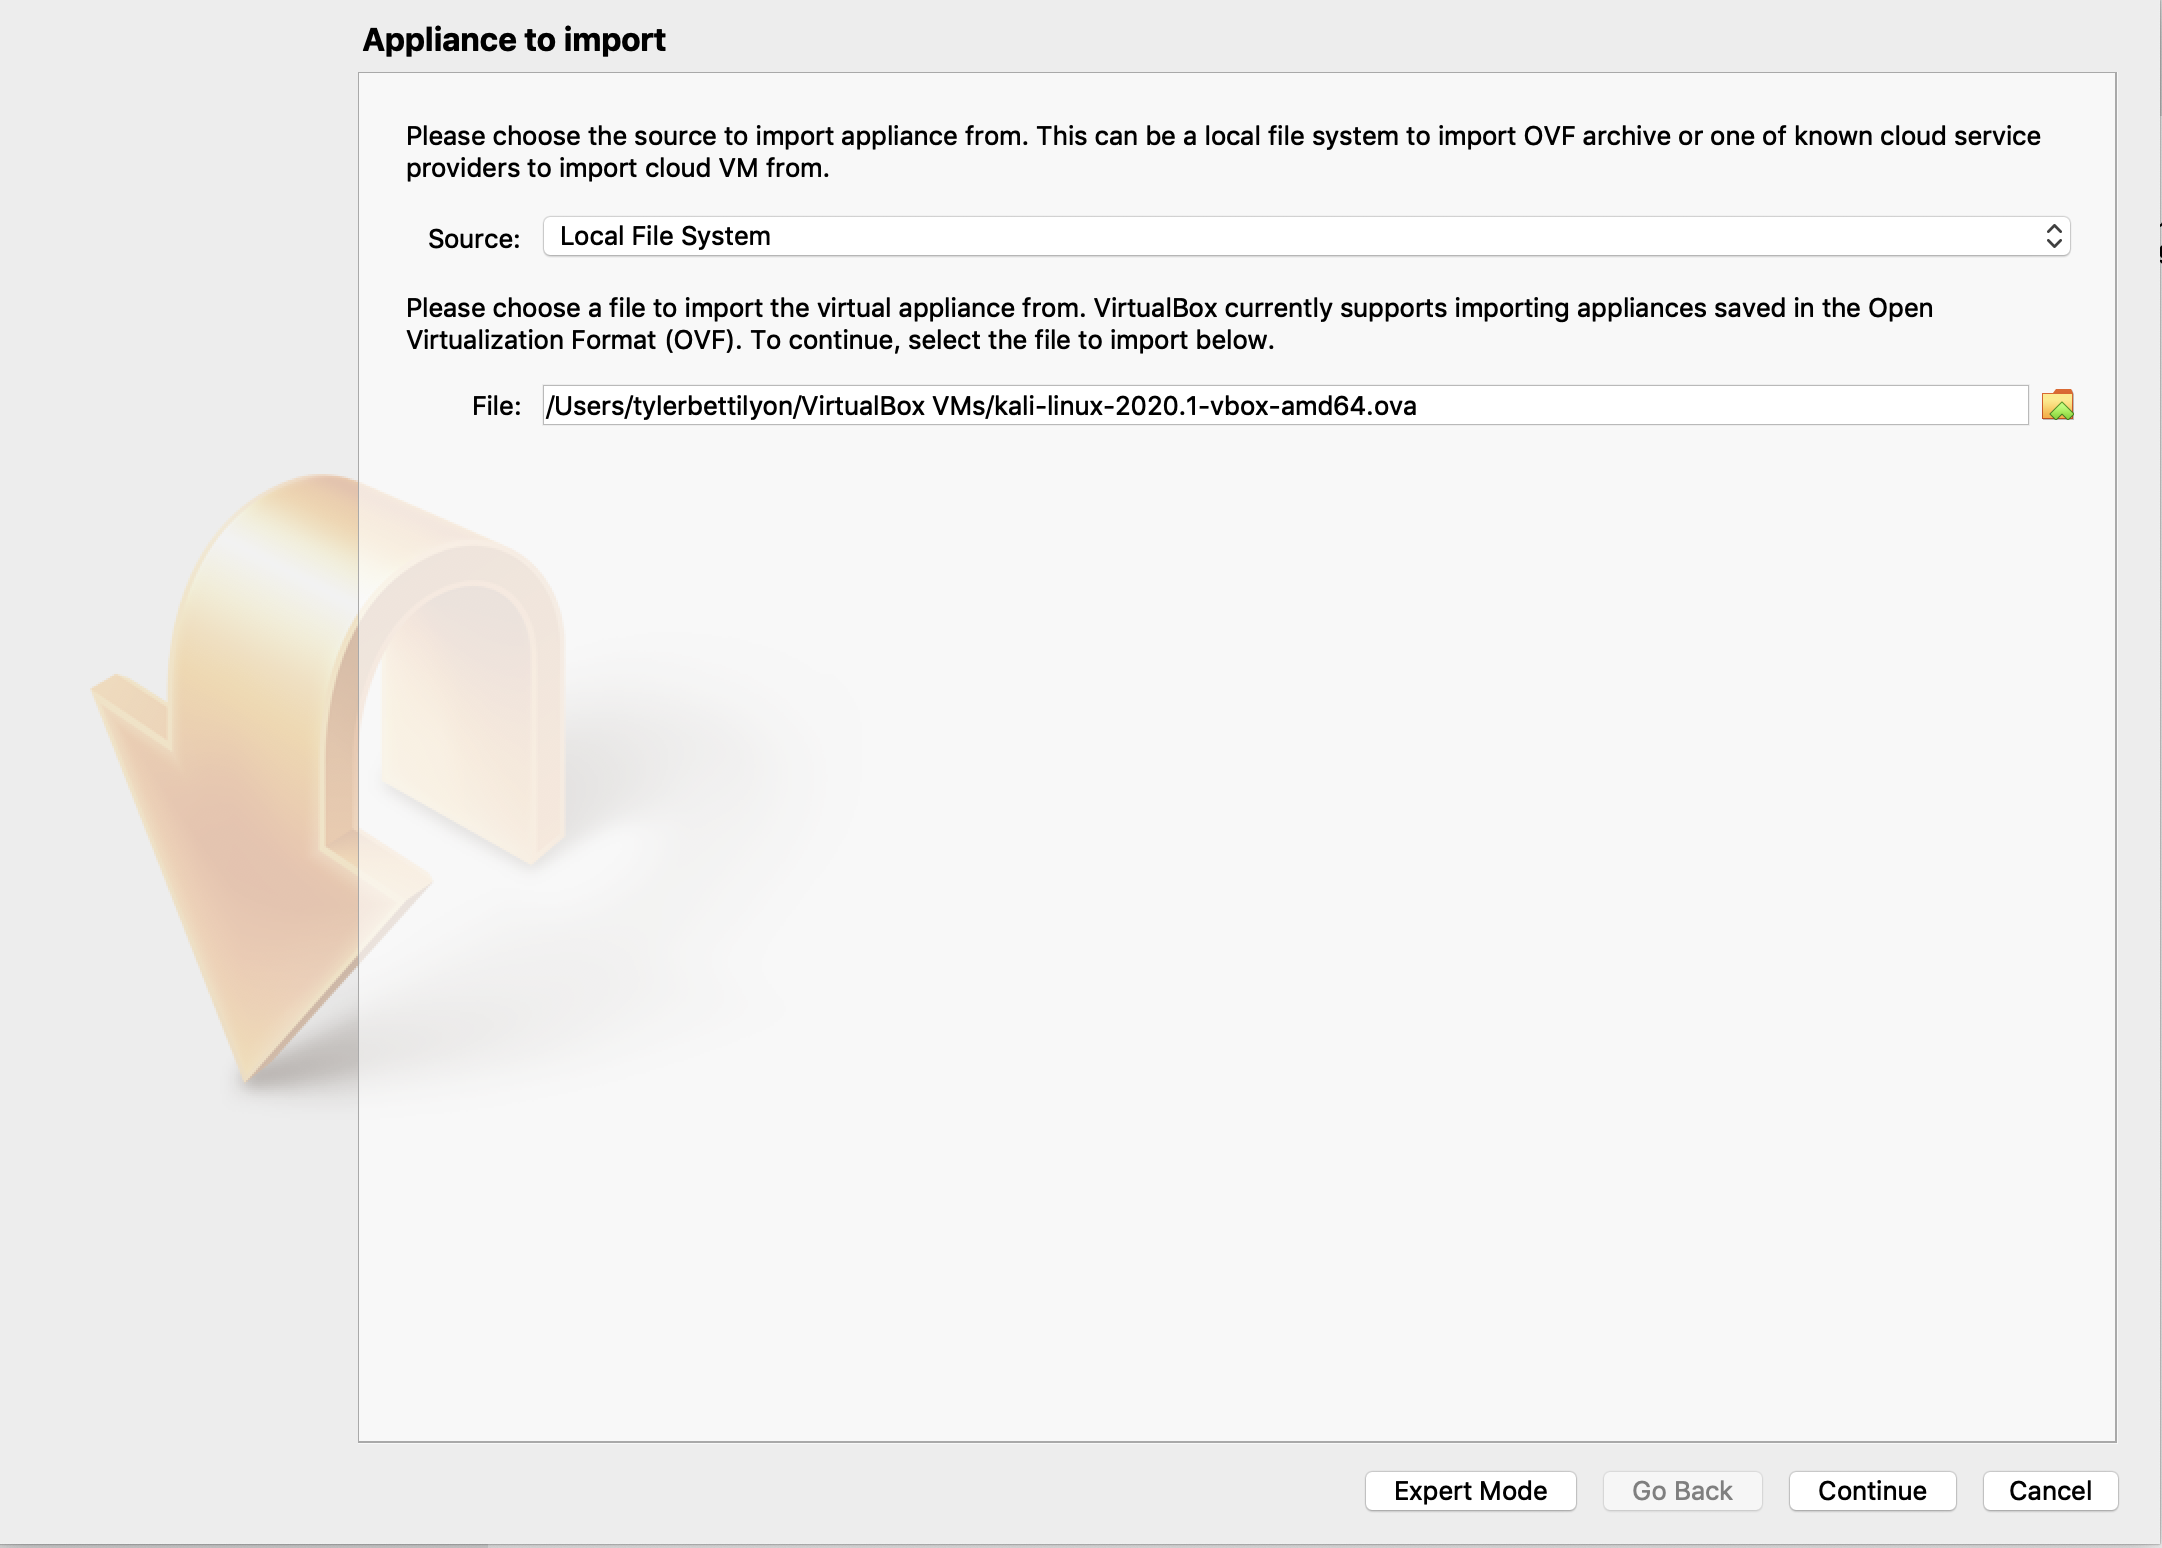 Appliance to import
Please choose the source to import appliance from. This can be a local file system to import OVF archive or one of known cloud service
providers to import cloud VM from.
Source: Local File System
Please choose a file to import the virtual appliance from. VirtualBox currently supports importing appliances saved in the Open
Virtualization Format (OVF). To continue, select the file to import below.
File: /Users/tylerbettilyon/VirtualBox VMs/kali-linux-2020.1-vbox-amd64.ova
Expert Mode Go Back Continue Cancel